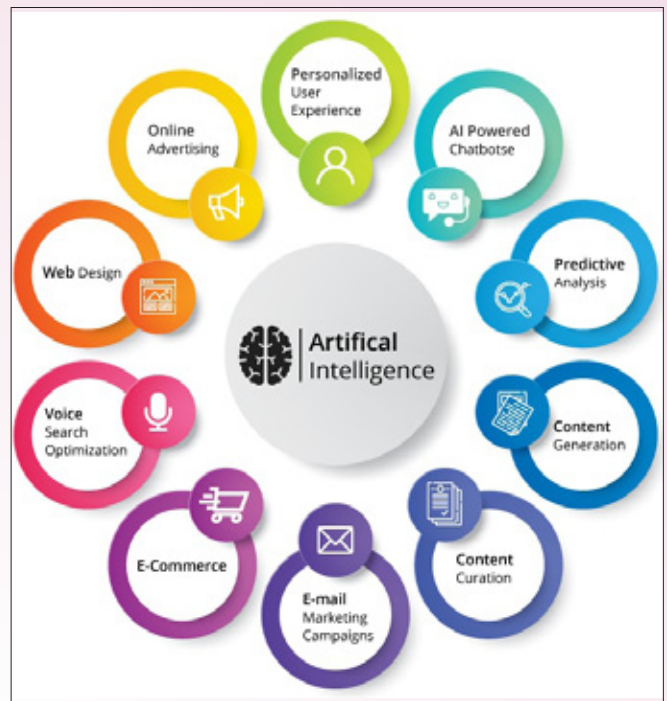 Personalized
User
Experience
AI Powered
Chatbotse
Predictive
Analysis
Content
Generation
Content
Curation
E-mail
Marketing
Campaigns
E-Commerce
Voice
Search
Optimization
Web Design
Online
Advertising
Artifical
Intelligence